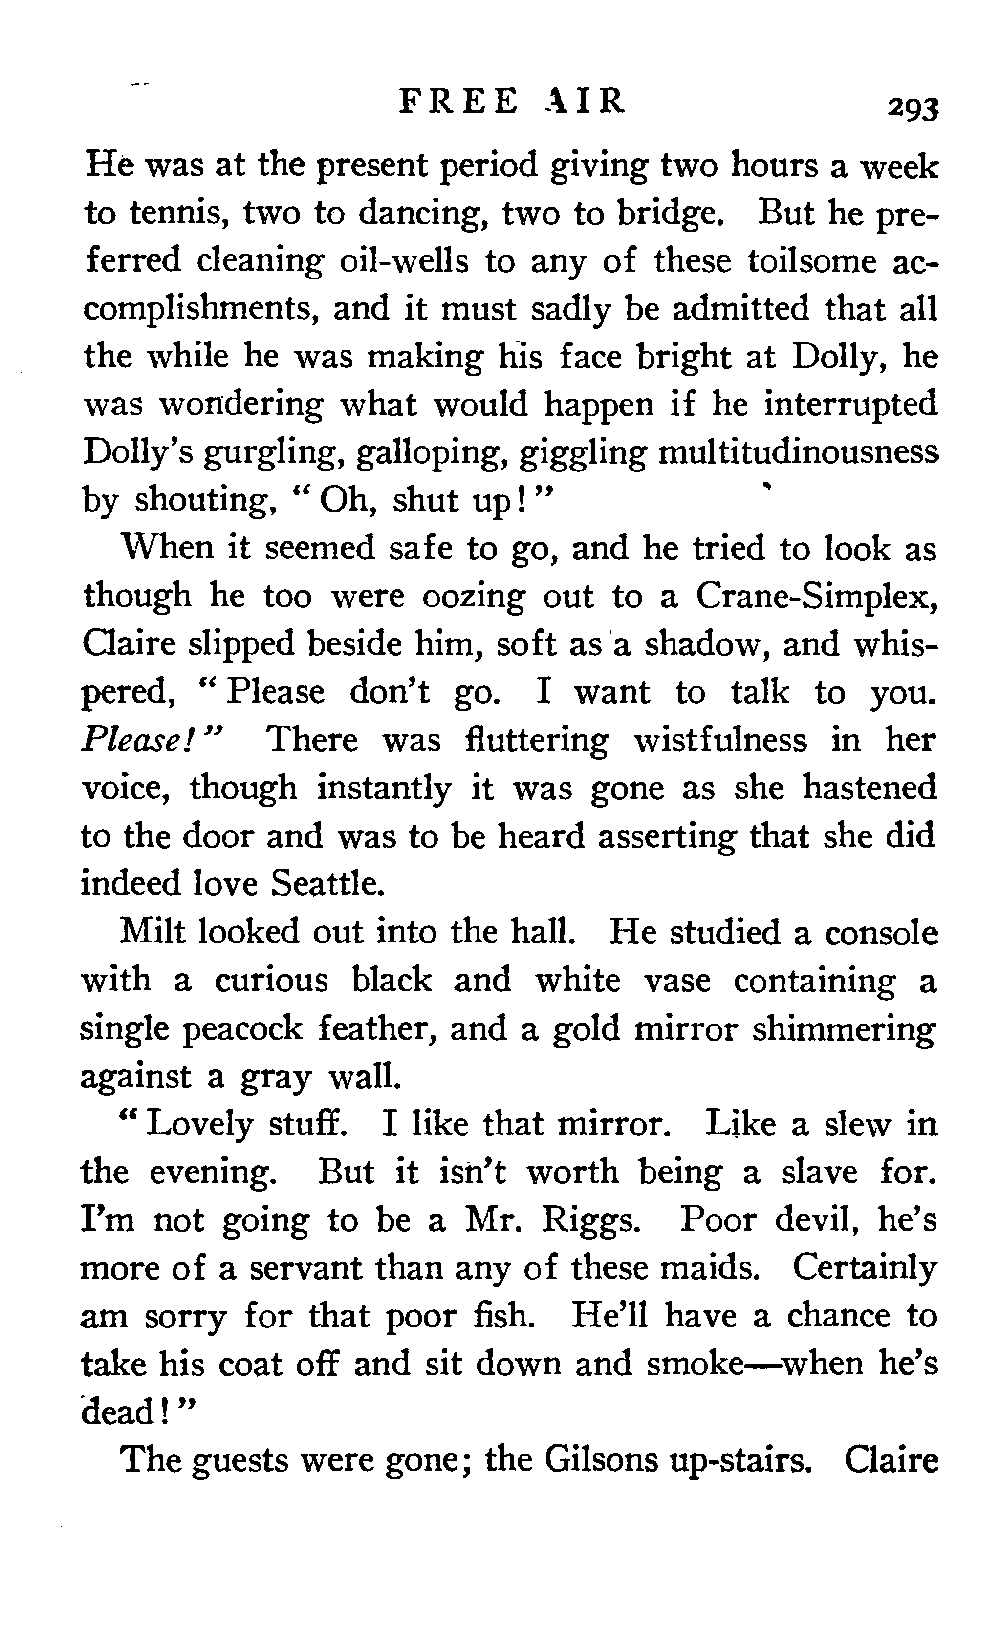 FREE AIR 293
He was at the present period giving two hours a week
to tennis, two to dancing, two to bridge. But he pre-
ferred cleaning oil-wells to any of these toilsome ac-
complishments, and it must sadly be admitted that all
the while he was making his face bright at Dolly, he
was wondering what would happen if he interrupted
Dolly's gurgling, galloping, giggling multitudinousness
by shouting, " Oh, shut up! "
When it seemed safe to go, and he tried to look as
though he too were oozing out to a Crane-Simplex,
Claire slipped beside him, soft as a shadow, and whis-
pered, " Please don't go. I want to talk to you.
Please! " There was fluttering wistfulness in her
voice, though instantly it was gone as she hastened
to the door and was to be heard asserting that she did
indeed love Seattle.
Milt looked out into the hall. He studied a console
with a curious black and white vase containing a
single peacock feather, and a gold mirror shimmering
against a gray wall.
" Lovely stuff. I like that mirror. Like a slew in
the evening. But it isn't worth being a slave for.
I'm not going to be a Mr. Riggs. Poor devil, he's
more of a servant than any of these maids. Certainly
am sorry for that poor fish. He'll have a chance to
take his coat off and sit down and smoke—when he's
dead! "
The guests were gone; the Gilsons up-stairs. Claire